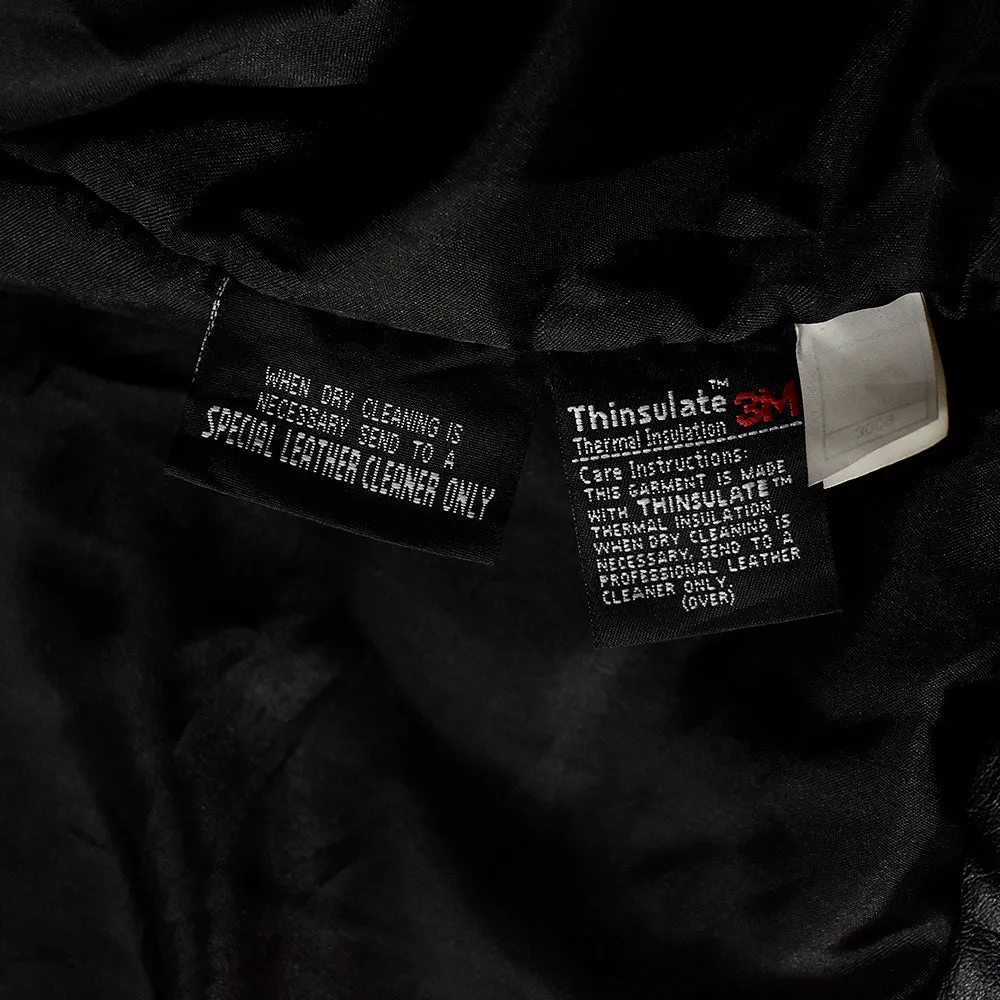 WHEN DRY CLEANING IS
NECESSARY SEND TO A
SPECIAL LEATHER CLEANER ONLY
Thinsulate™ 3M
Thermal Insulation
Care Instructions:
THIS GARMENT IS MADE
WITH THINSULATE™
THERMAL INSULATION.
WHEN DRY CLEANING IS
NECESSARY, SEND TO A
PROFESSIONAL LEATHER
CLEANER ONLY.
(OVER)